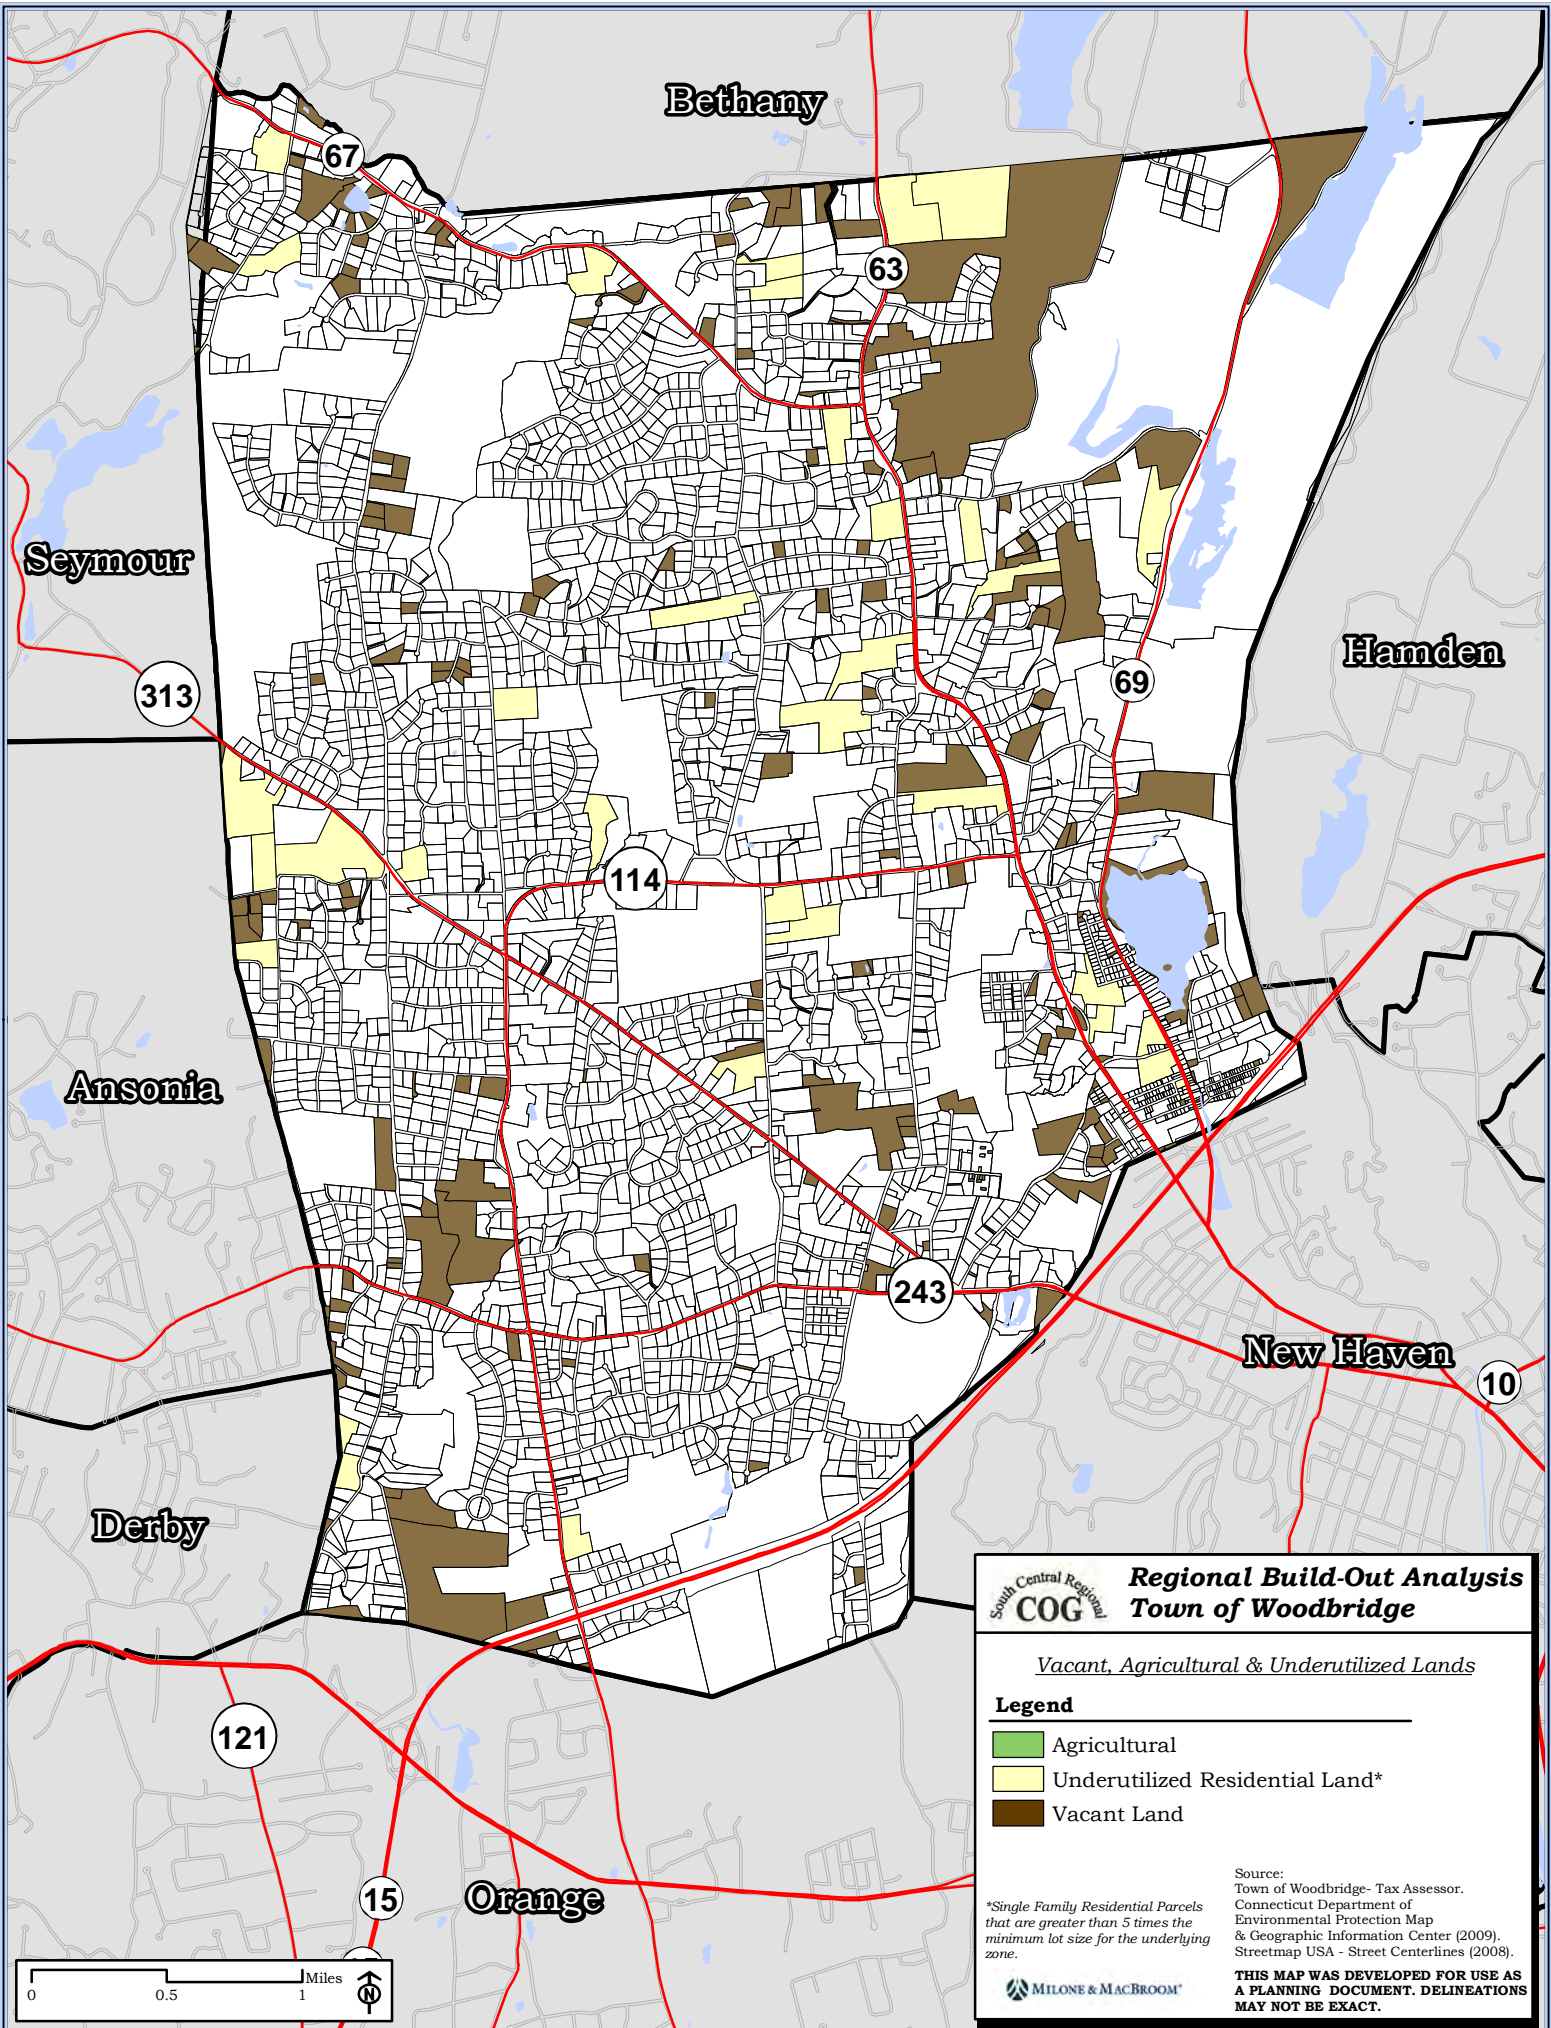 Bethany
67
63
Seymour
Hamden
313
69
114
Ansonia
243
New Haven
10
Derby
121
15
Orange
South Central Regional
COG
Regional Build-Out Analysis
Town of Woodbridge
Vacant, Agricultural & Underutilized Lands
Legend
Agricultural
Underutilized Residential Land*
Vacant Land
*Single Family Residential Parcels
that are greater than 5 times the
minimum lot size for the underlying
zone.
MILONE & MACBROOM®
Source:
Town of Woodbridge- Tax Assessor.
Connecticut Department of
Environmental Protection Map
& Geographic Information Center (2009).
Streetmap USA - Street Centerlines (2008).
THIS MAP WAS DEVELOPED FOR USE AS
A PLANNING DOCUMENT. DELINEATIONS
MAY NOT BE EXACT.
Miles
0 0.5 1
N